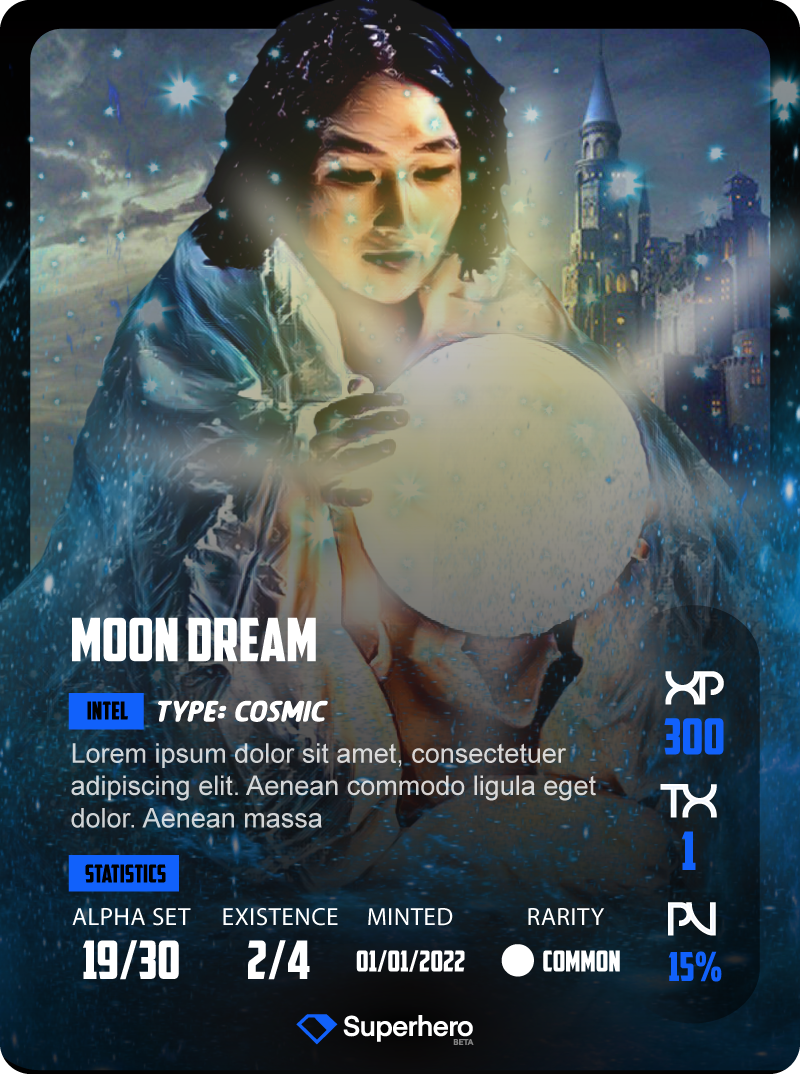 MOON DREAM
INTEL TYPE: COSMIC
Lorem ipsum dolor sit amet, consectetuer
adipiscing elit. Aenean commodo ligula eget
dolor. Aenean massa
STATISTICS
ALPHA SET EXISTENCE MINTED RARITY
19/30 2/4 01/01/2022 COMMON
XP
300
TX
1
PV
15%
Superhero
BETA